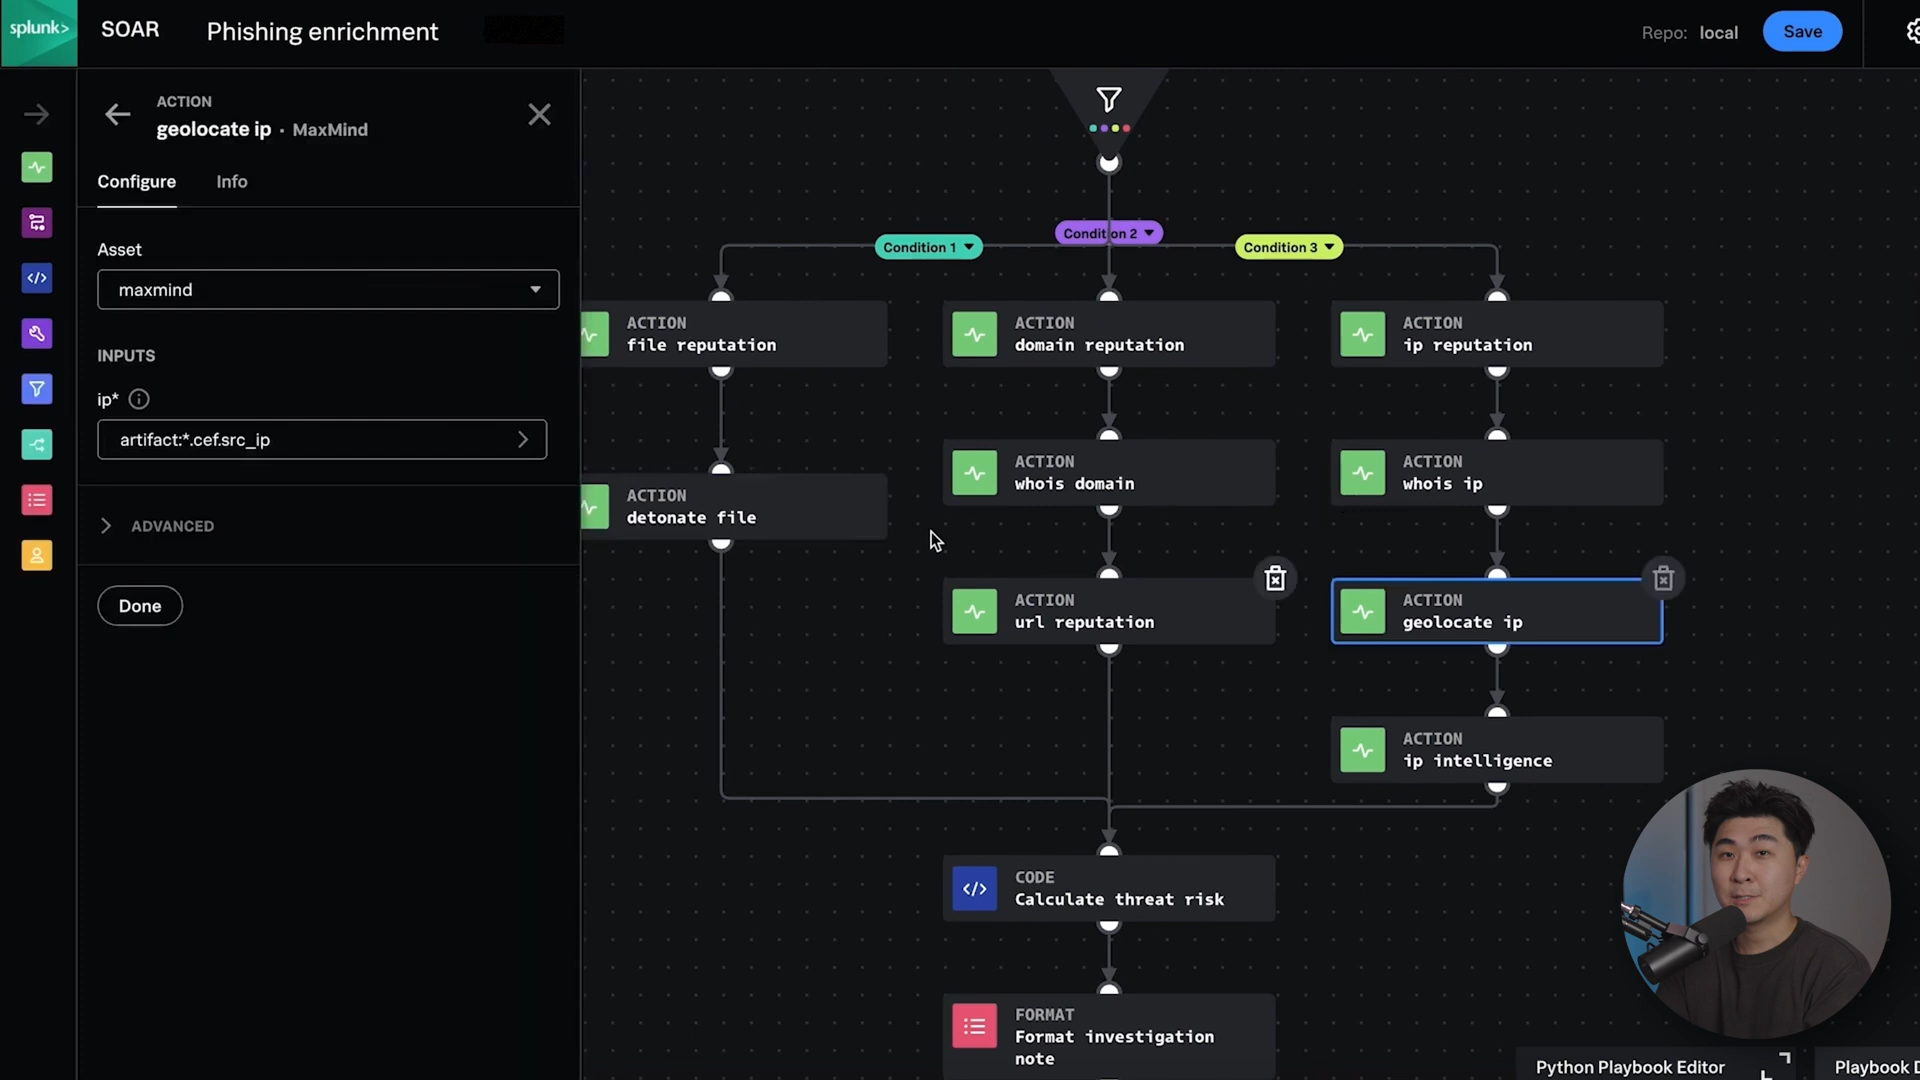 splunk>
SOAR
Phishing enrichment
Repo: local
Save
ACTION
geolocate ip · MaxMind
Configure
Info
Asset
maxmind
INPUTS
ip*
artifact:*.cef.src_ip
ADVANCED
Done
Condition 1
Condition 2
Condition 3
ACTION
file reputation
ACTION
domain reputation
ACTION
ip reputation
ACTION
detonate file
ACTION
whois domain
ACTION
whois ip
ACTION
url reputation
ACTION
geolocate ip
ACTION
ip intelligence
CODE
Calculate threat risk
FORMAT
Format investigation
note
Python Playbook Editor
Playbook